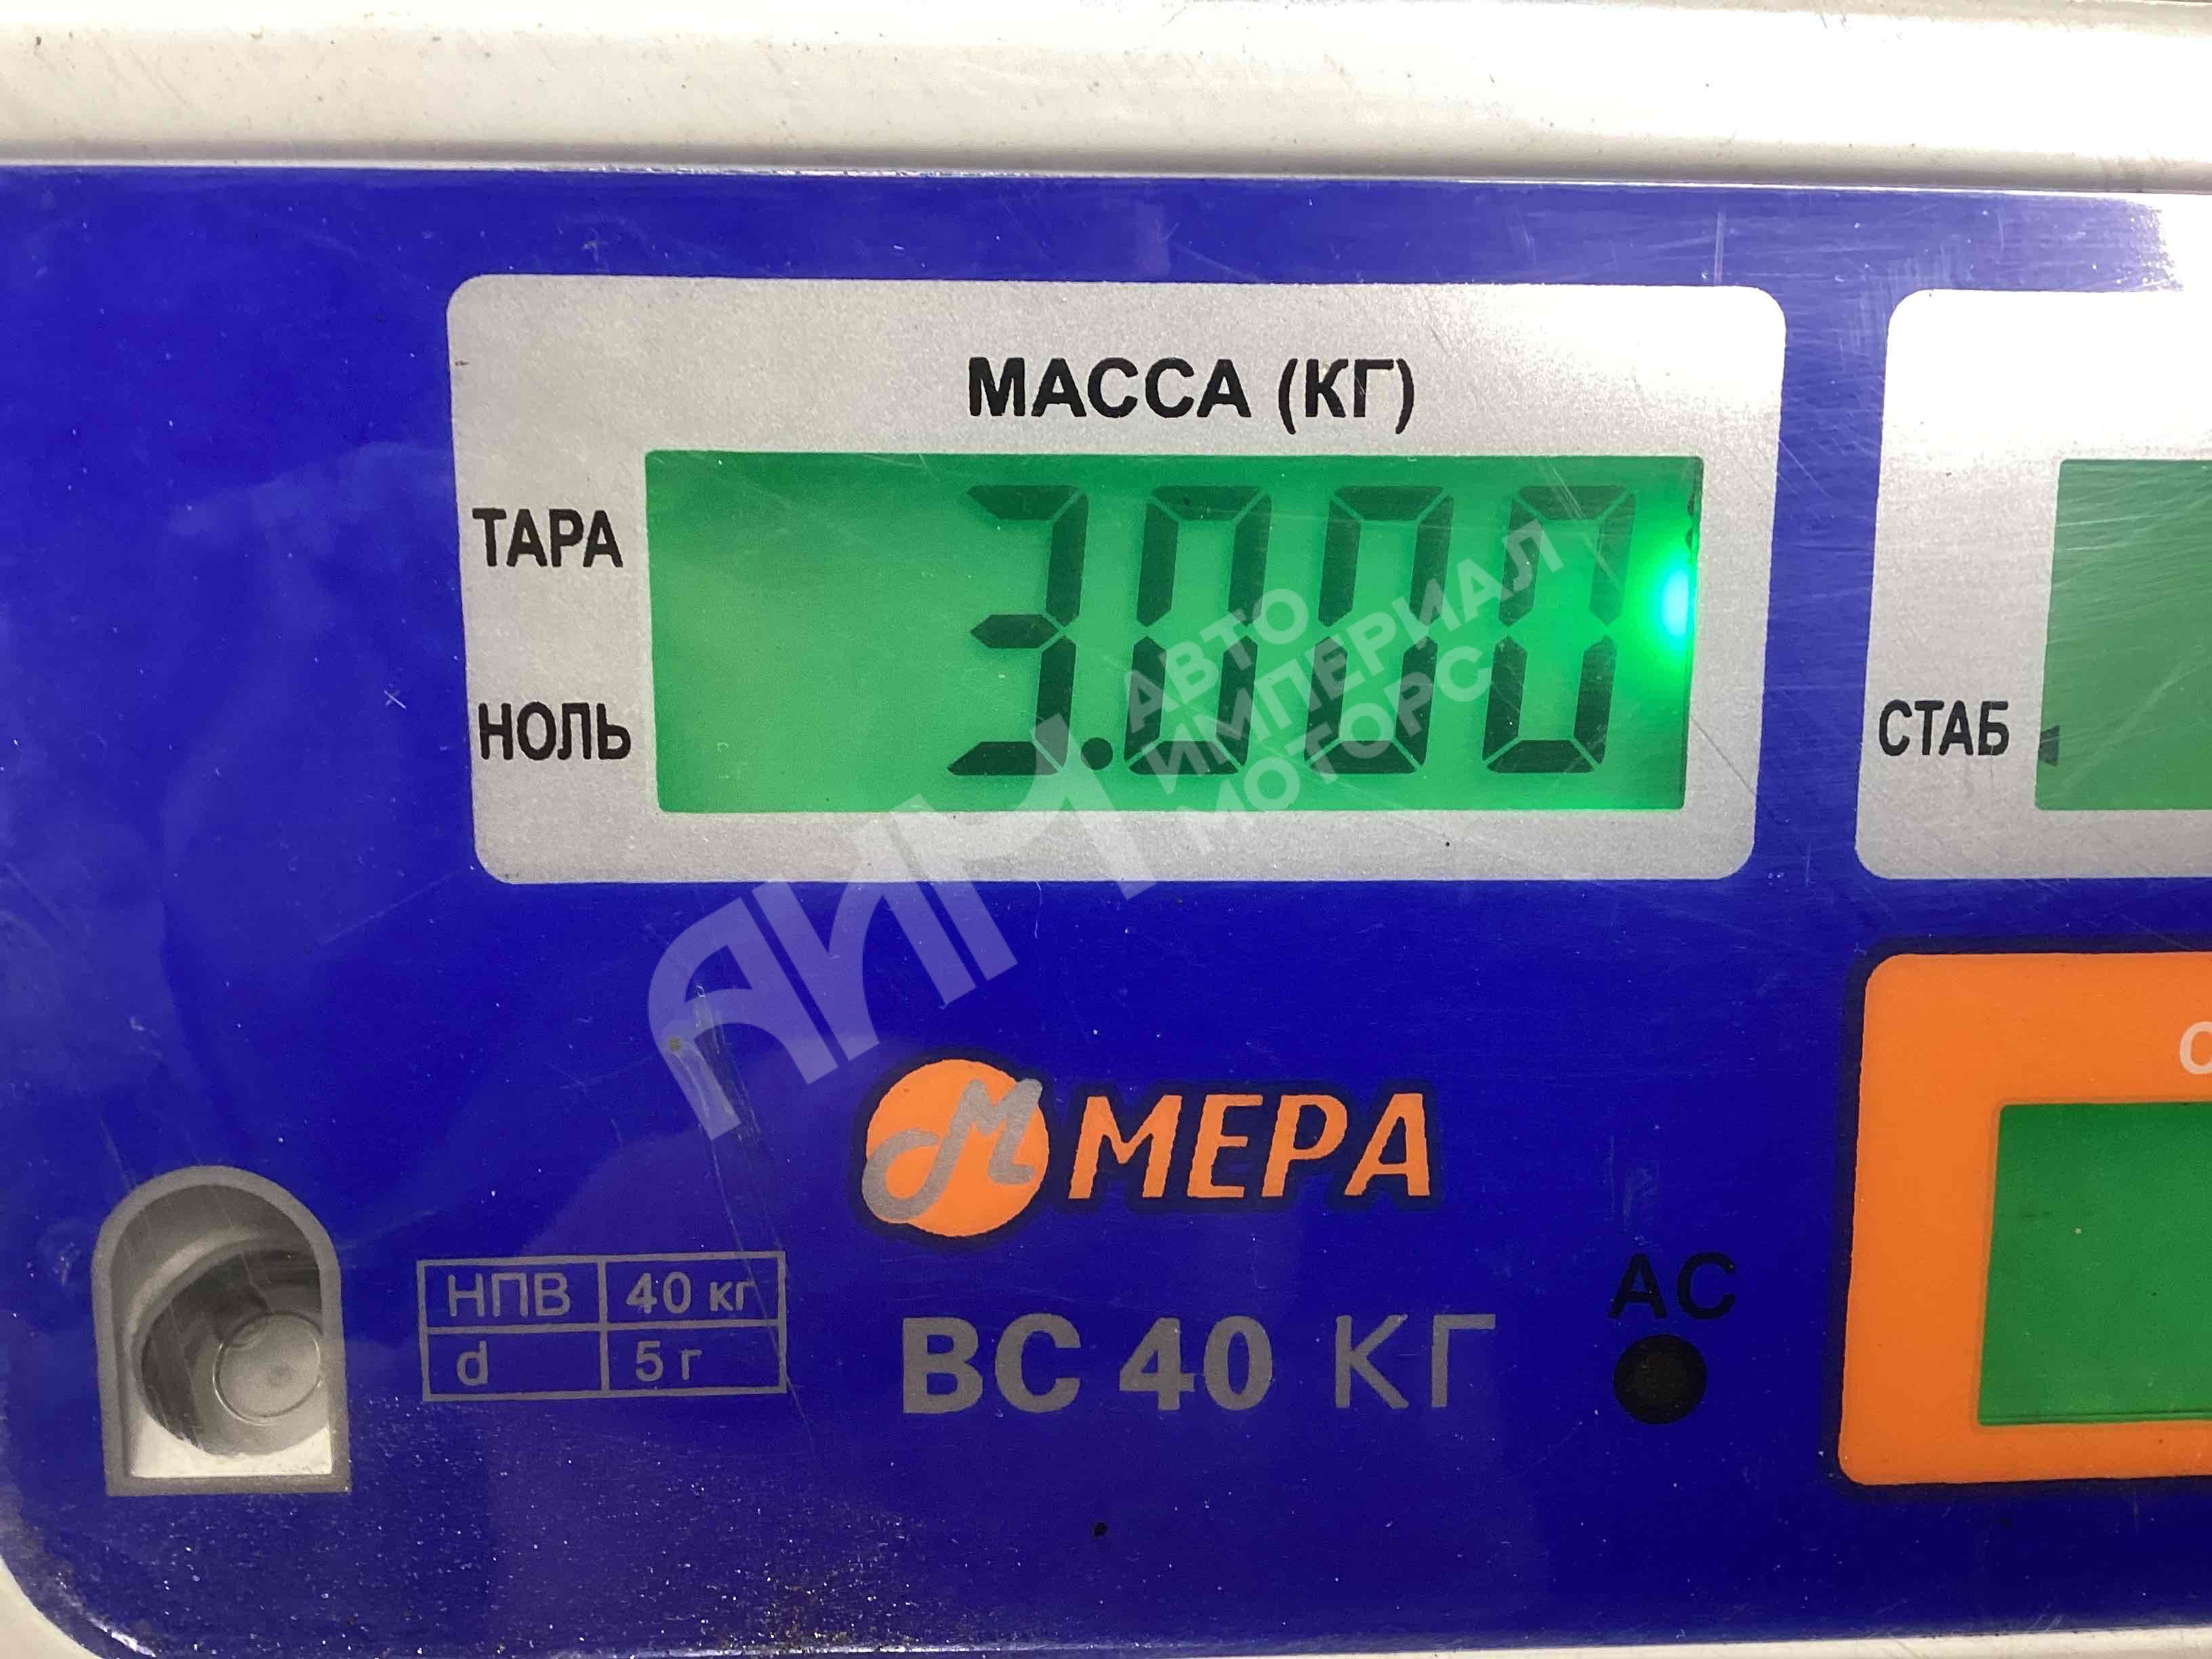 МАССА (КГ)
ТАРА
3.000
НОЛЬ
СТАБ
АИМ
АВТО
ИМПЕРИАЛ
МОТОРС
М МЕРА
НПВ 40 кг
d 5 г
ВС 40 КГ
АС